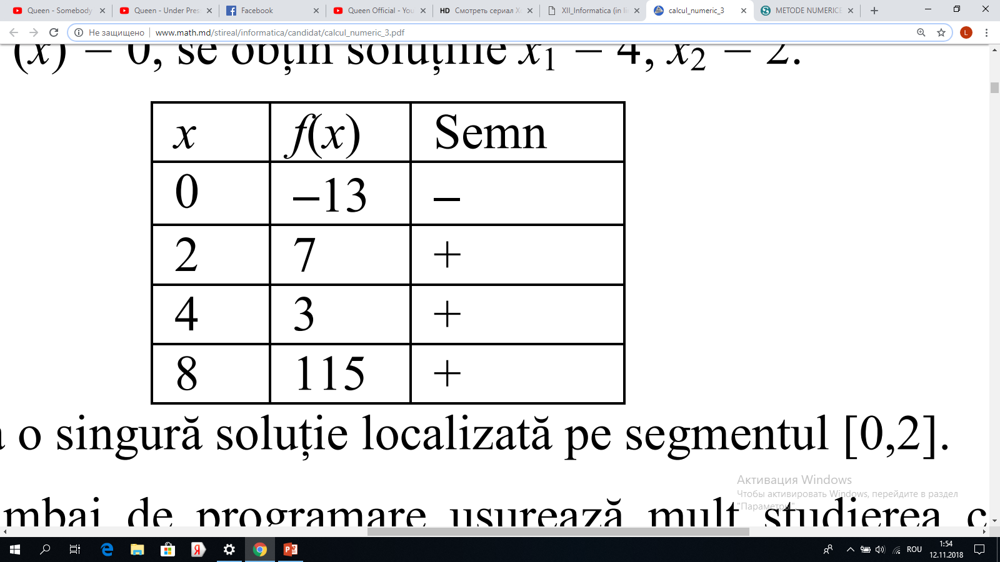 Queen - Somebody
Queen - Under Pres
Facebook
Queen Official - You
HD Смотреть сериал Х
XII_Informatica (in li
calcul_numeric_3
METODE NUMERICE
Не защищено | www.math.md/stireal/informatica/candidat/calcul_numeric_3.pdf
L
(x) = 0, se obțin soluțiile x₁ = 4, x₂ = 2.
x f(x) Semn
0 –13 –
2 7 +
4 3 +
8 115 +
a o singură soluție localizată pe segmentul [0,2].
Активация Windows
Чтобы активировать Windows, перейдите в раздел
"Параметры".
mbaj de programare ușurează mult studierea c
ROU
1:54
12.11.2018